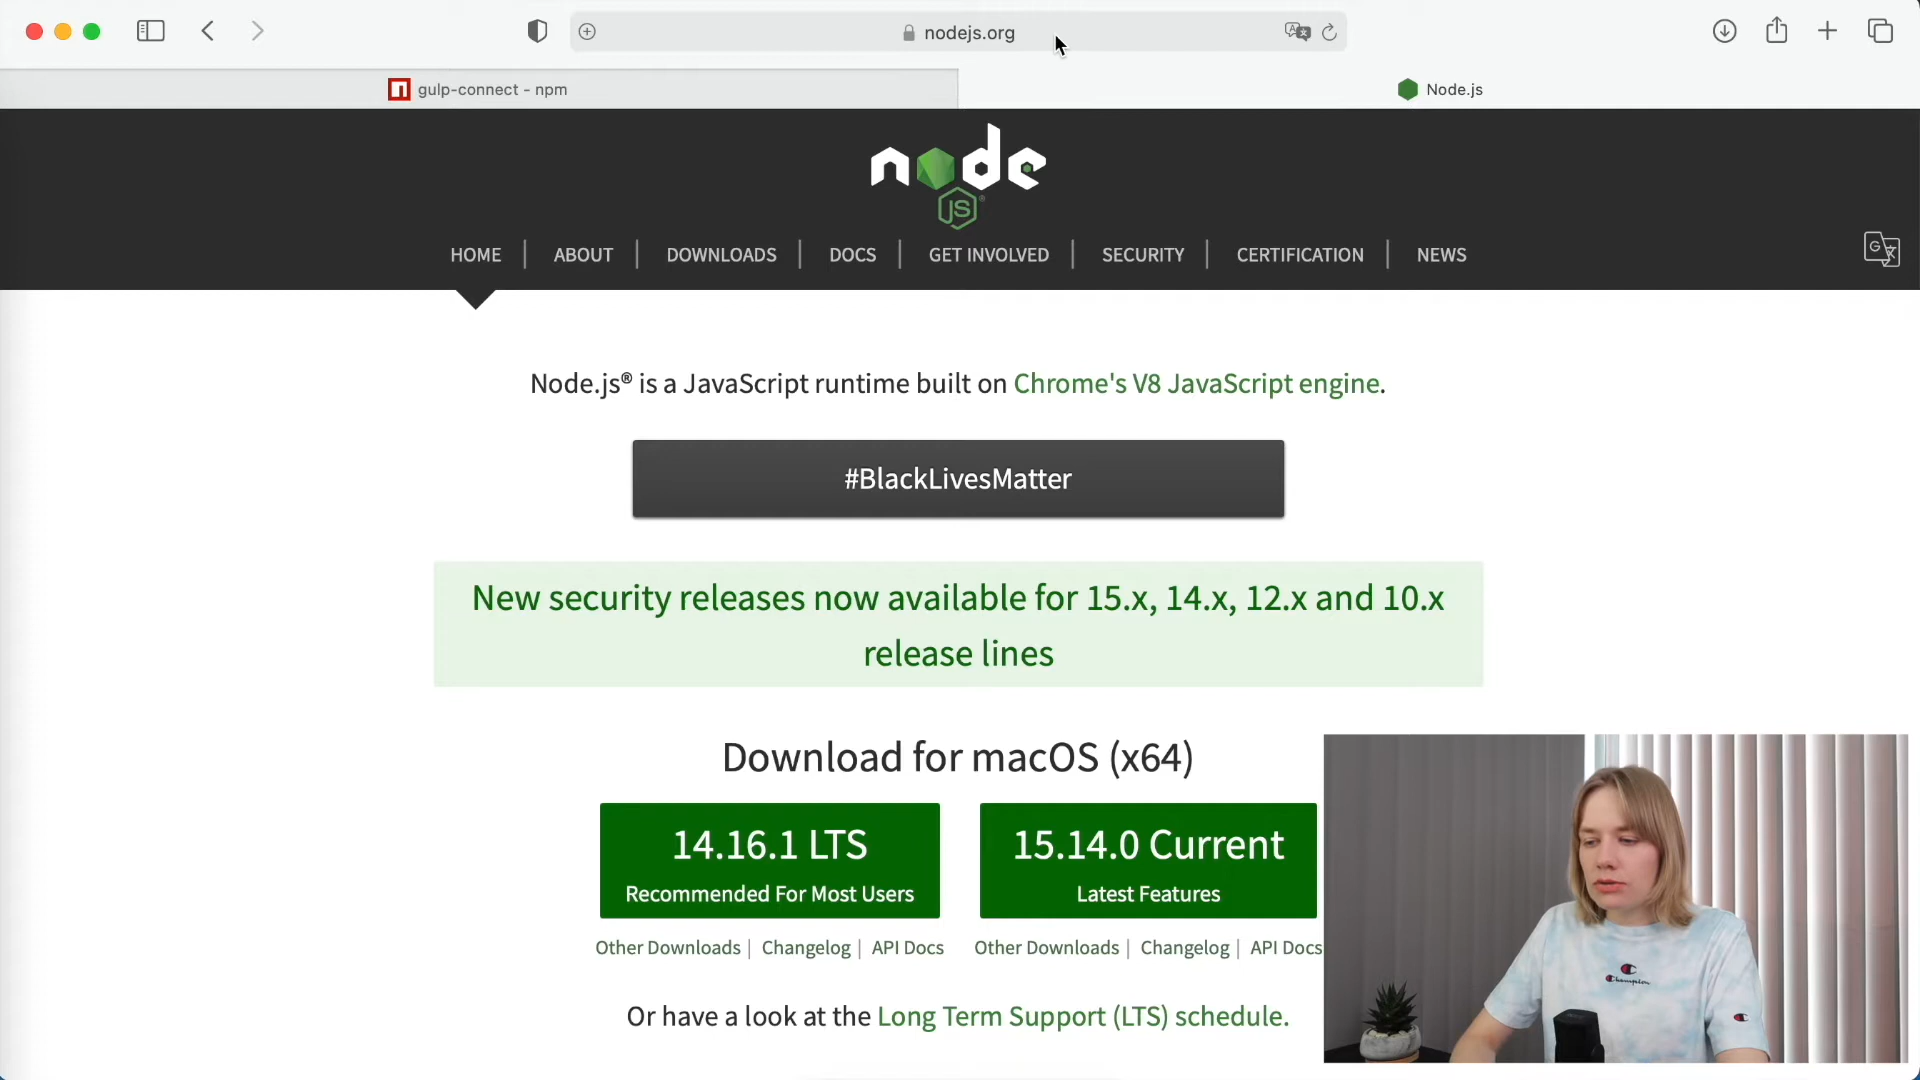 nodejs.org
gulp-connect - npm
Node.js
node
JS
HOME
ABOUT
DOWNLOADS
DOCS
GET INVOLVED
SECURITY
CERTIFICATION
NEWS
Node.js® is a JavaScript runtime built on Chrome's V8 JavaScript engine.
#BlackLivesMatter
New security releases now available for 15.x, 14.x, 12.x and 10.x
release lines
Download for macOS (x64)
14.16.1 LTS
Recommended For Most Users
15.14.0 Current
Latest Features
Other Downloads | Changelog | API Docs
Other Downloads | Changelog | API Docs
Or have a look at the Long Term Support (LTS) schedule.
Champion